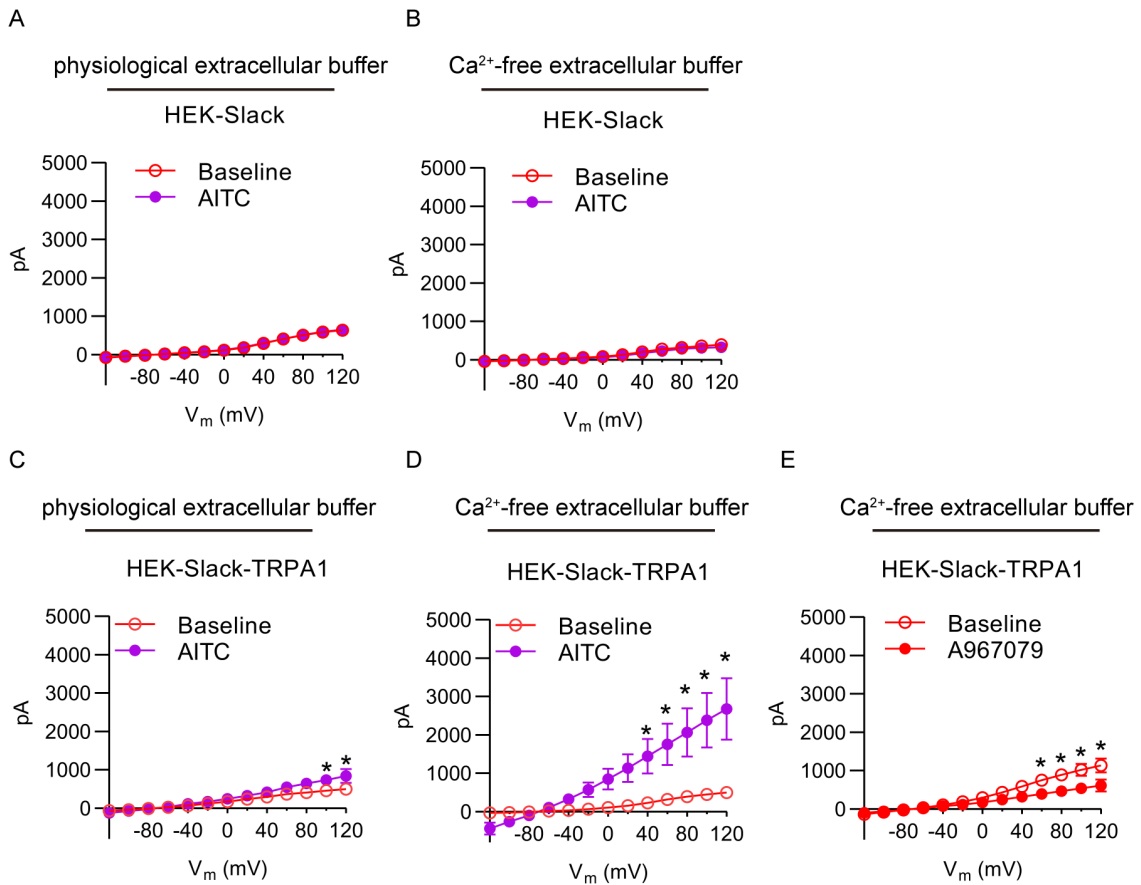 A
physiological extracellular buffer
HEK-Slack
Baseline
AITC
5000
4000
3000
2000
1000
0
pA
-80 -40 0 40 80 120
Vm (mV)
B
Ca2+-free extracellular buffer
HEK-Slack
Baseline
AITC
5000
4000
3000
2000
1000
0
pA
-80 -40 0 40 80 120
Vm (mV)
C
physiological extracellular buffer
HEK-Slack-TRPA1
Baseline
AITC
5000
4000
3000
2000
1000
0
pA
* *
-80 -40 0 40 80 120
Vm (mV)
D
Ca2+-free extracellular buffer
HEK-Slack-TRPA1
Baseline
AITC
5000
4000
3000
2000
1000
0
pA
* * * * *
-80 -40 0 40 80 120
Vm (mV)
E
Ca2+-free extracellular buffer
HEK-Slack-TRPA1
Baseline
A967079
5000
4000
3000
2000
1000
0
pA
* * * *
-80 -40 0 40 80 120
Vm (mV)